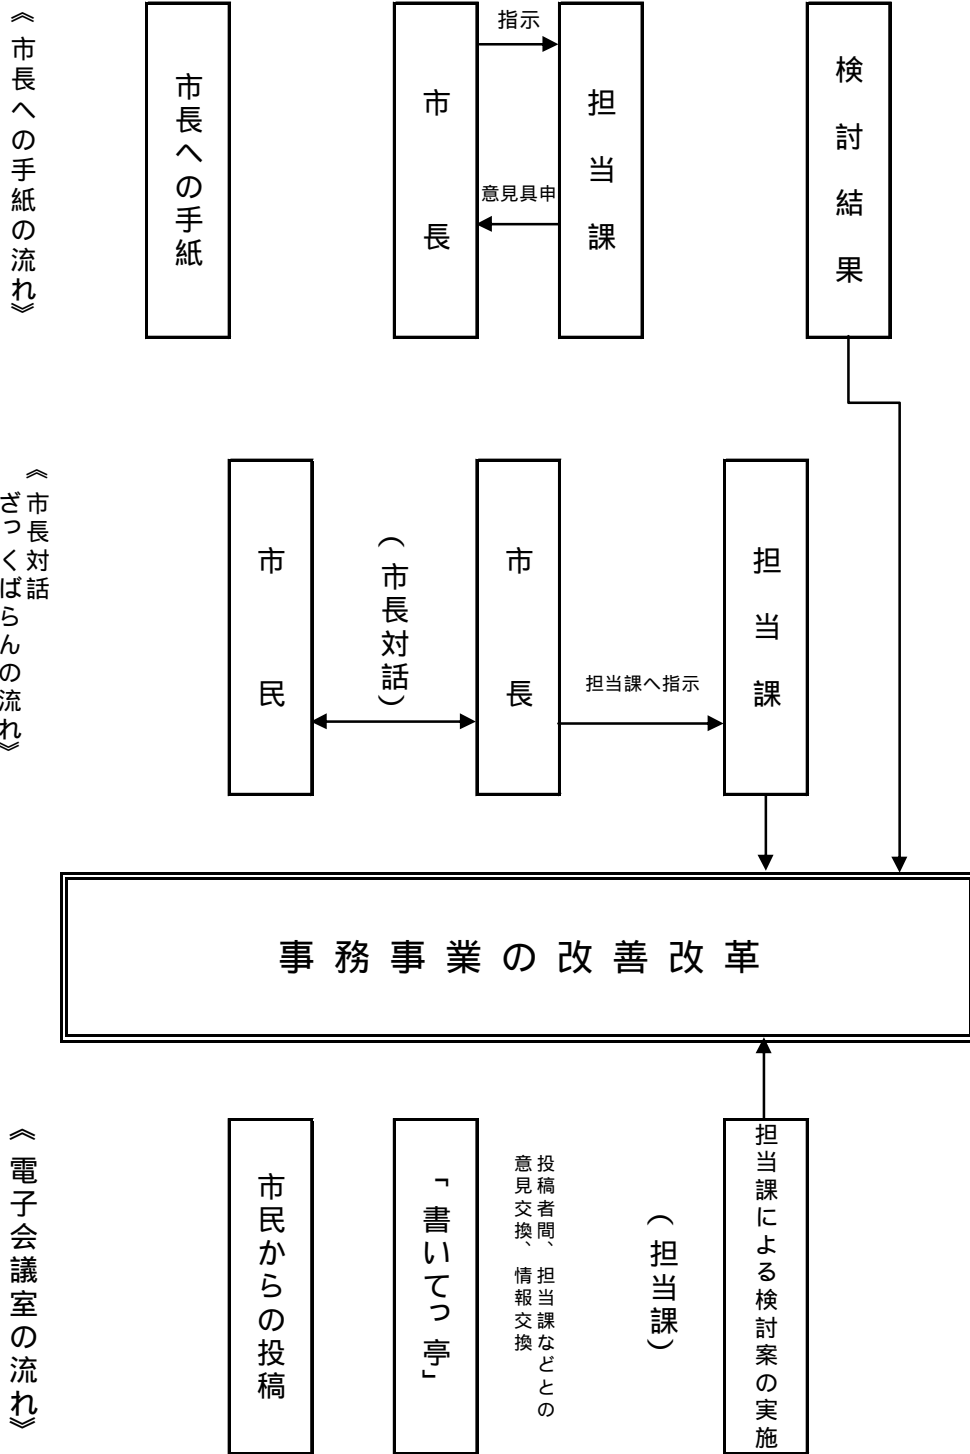 《市長への手紙の流れ》
市長への手紙
市長
指示
意見具申
担当課
検討結果
《市長対話
ざっくばらんの流れ》
市民
(市長対話)
市長
担当課へ指示
担当課
事務事業の改善改革
《電子会議室の流れ》
市民からの投稿
「書いてっ亭」
投稿者間、担当課などとの
意見交換、情報交換
(担当課)
担当課による検討案の実施